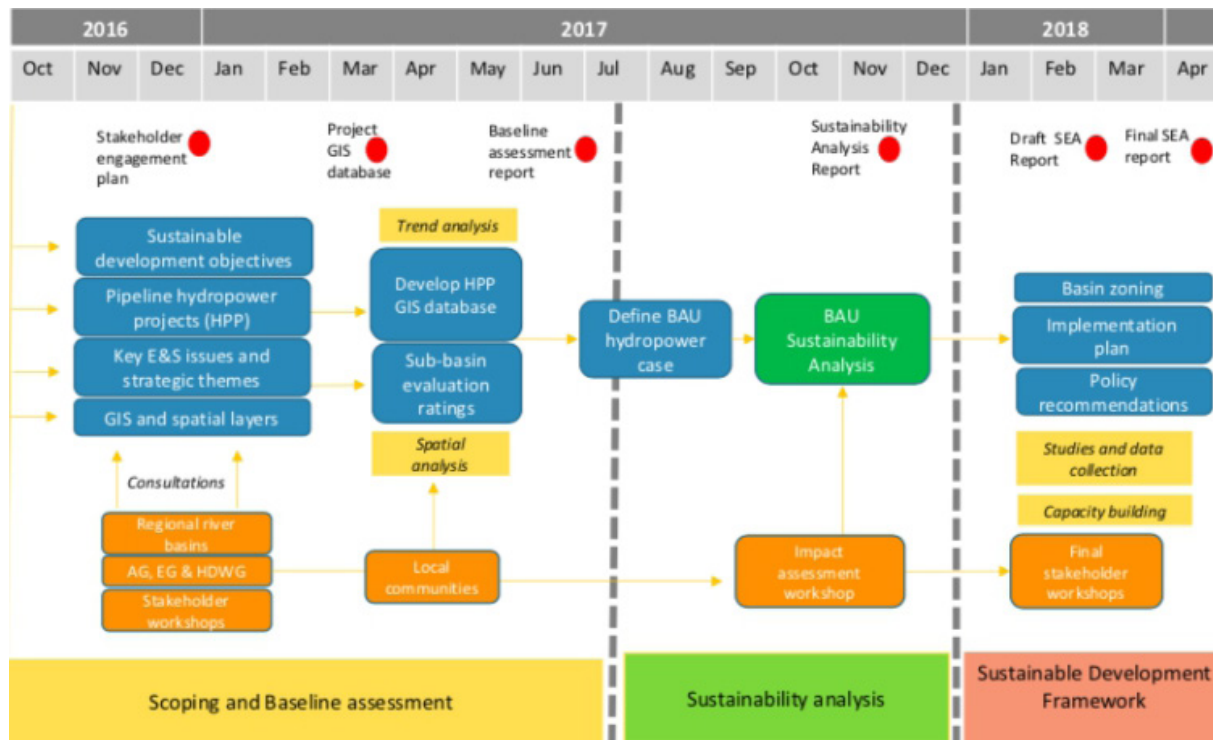 2016
2017
2018
Oct
Nov
Dec
Jan
Feb
Mar
Apr
May
Jun
Jul
Aug
Sep
Oct
Nov
Dec
Jan
Feb
Mar
Apr
Stakeholder
engagement
plan
Project
GIS
database
Baseline
assessment
report
Sustainability
Analysis
Report
Draft SEA
Report
Final SEA
report
Sustainable
development objectives
Pipeline hydropower
projects (HPP)
Key E&S issues and
strategic themes
GIS and spatial layers
Consultations
Regional river
basins
AG, EG & HDWG
Stakeholder
workshops
Trend analysis
Develop HPP
GIS database
Sub-basin
evaluation
ratings
Spatial
analysis
Local
communities
Define BAU
hydropower
case
BAU
Sustainability
Analysis
Impact
assessment
workshop
Basin zoning
Implementation
plan
Policy
recommendations
Studies and data
collection
Capacity building
Final
stakeholder
workshops
Scoping and Baseline assessment
Sustainability analysis
Sustainable Development
Framework